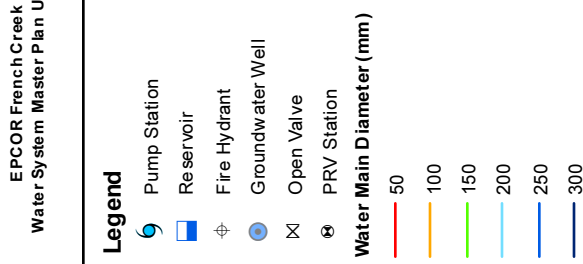 EPCOR French Creek
Water System Master Plan U
Legend
Pump Station
Reservoir
Fire Hydrant
Groundwater Well
Open Valve
PRV Station
Water Main Diameter (mm)
50
100
150
200
250
300